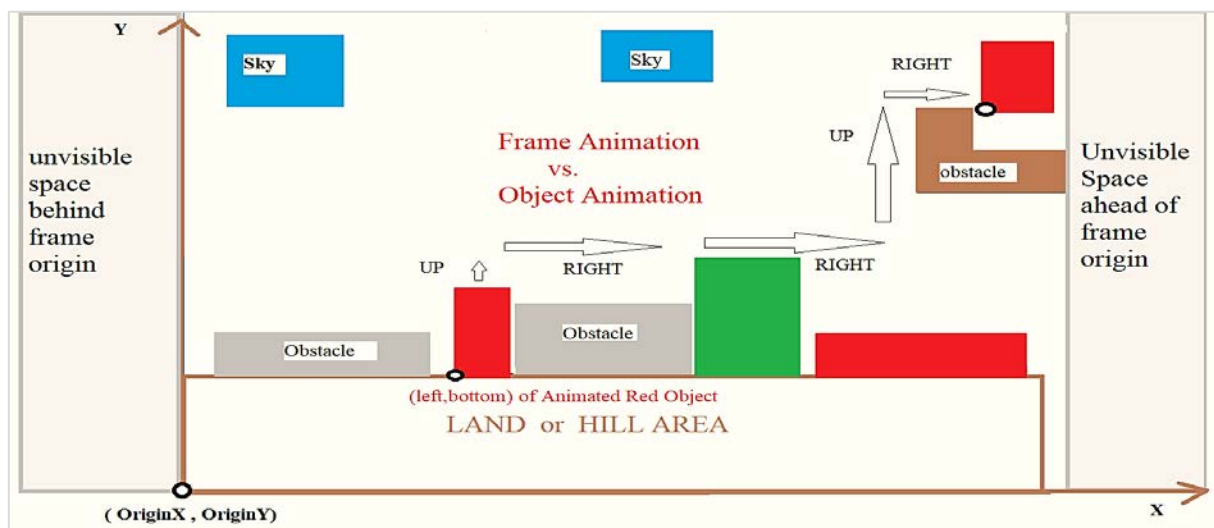 Y
Sky
Sky
RIGHT
UP
Frame Animation
vs.
Object Animation
unvisible
space
behind
frame
origin
obstacle
Unvisible
Space
ahead of
frame
origin
UP
RIGHT
RIGHT
Obstacle
Obstacle
(left,bottom) of Animated Red Object
LAND or HILL AREA
( OriginX , OriginY)
X